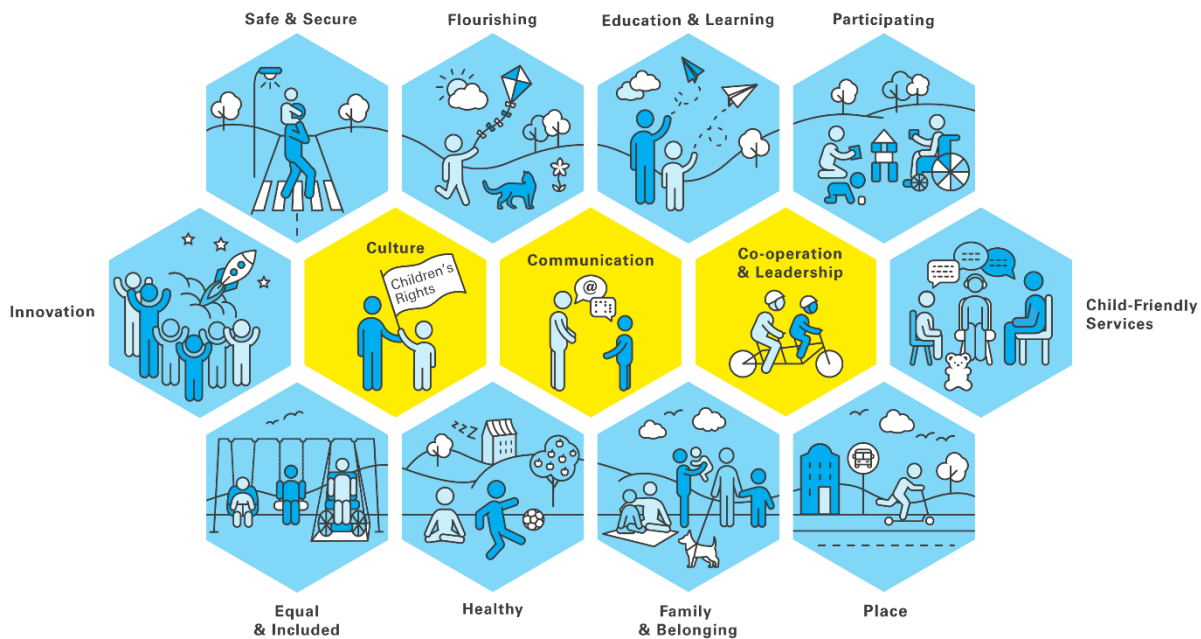 Safe & Secure
Flourishing
Education & Learning
Participating
Innovation
Culture
Children's
Rights
Communication
@
Co-operation
& Leadership
Child-Friendly
Services
zzZ
Equal
& Included
Healthy
Family
& Belonging
Place